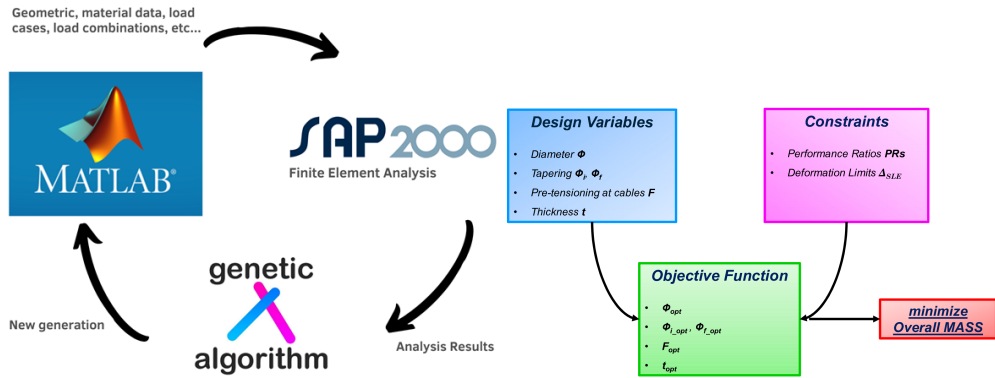 Geometric, material data, load
cases, load combinations, etc...
MATLAB®
SAP2000
Finite Element Analysis
genetic
algorithm
New generation
Analysis Results
Design Variables
• Diameter Φ
• Tapering Φi, Φf
• Pre-tensioning at cables F
• Thickness t
Constraints
• Performance Ratios PRs
• Deformation Limits ΔSLE
Objective Function
• Φopt
• Φi_opt, Φf_opt
• Fopt
• topt
minimize
Overall MASS